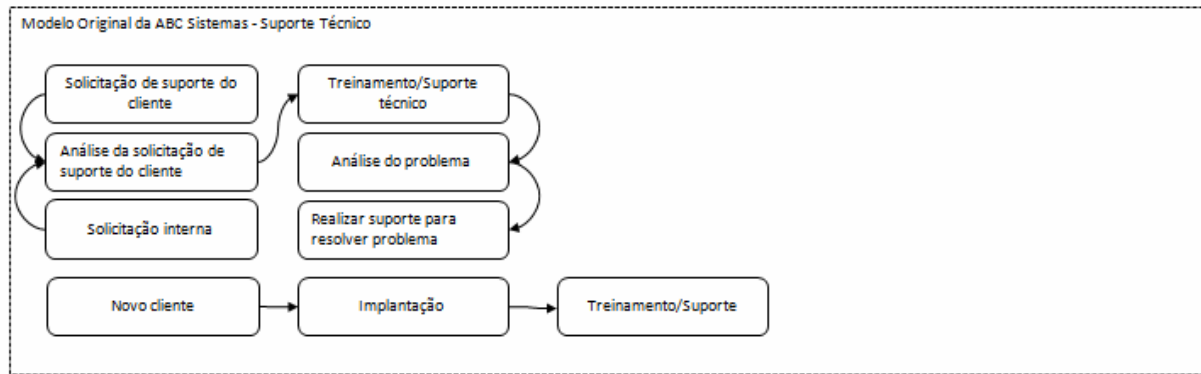 Modelo Original da ABC Sistemas - Suporte Técnico
Solicitação de suporte do
cliente
Treinamento/Suporte
técnico
Análise da solicitação de
suporte do cliente
Análise do problema
Solicitação interna
Realizar suporte para
resolver problema
Novo cliente
Implantação
Treinamento/Suporte